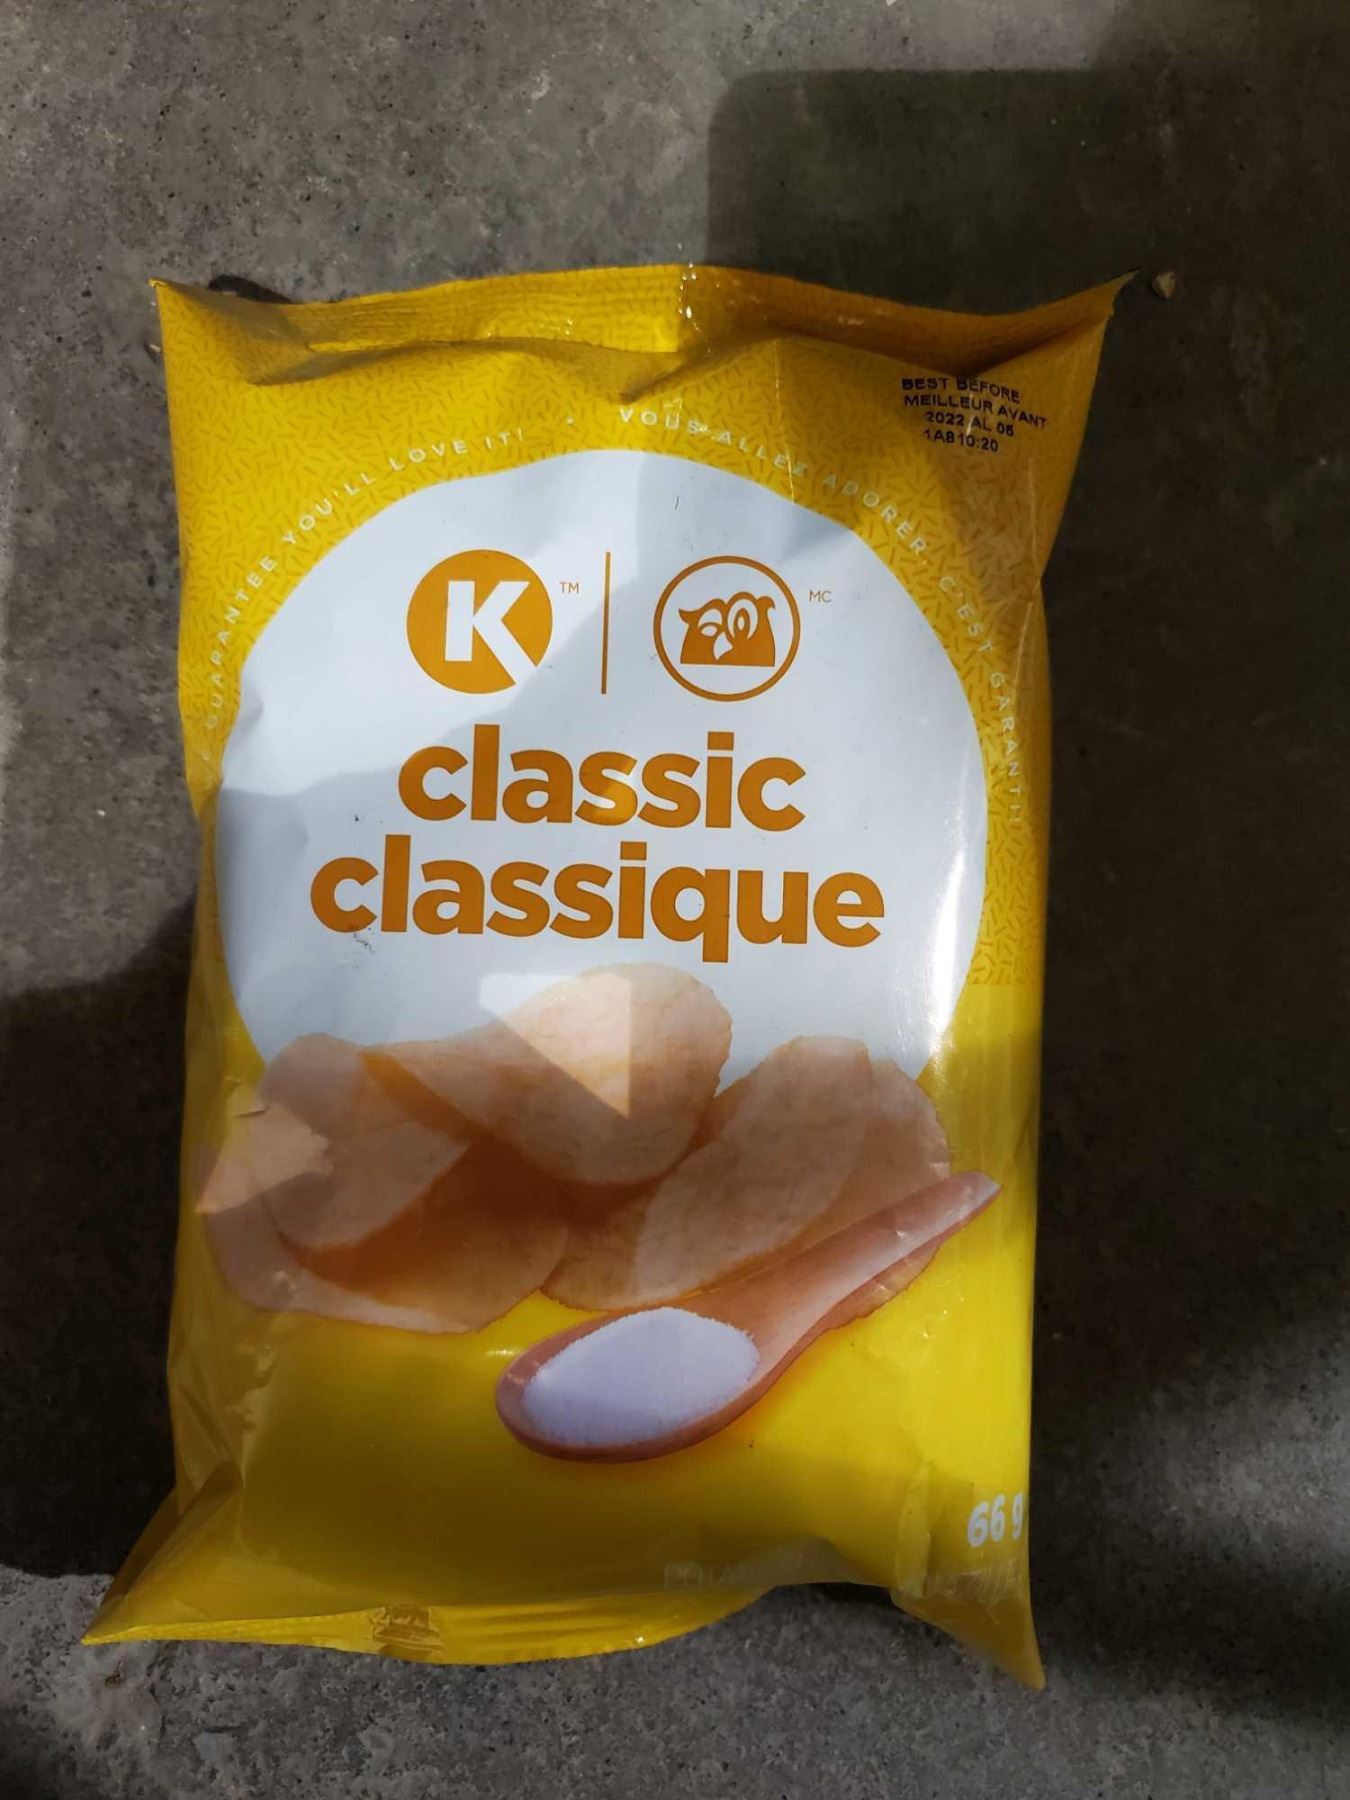 BEST BEFORE
MEILLEUR AVANT
2022 AL 06
1A810:20
GUARANTEE YOU'LL LOVE IT! • VOUS ALLEZ ADORER, C'EST GARANTI!
K TM MC
classic
classique
66 g